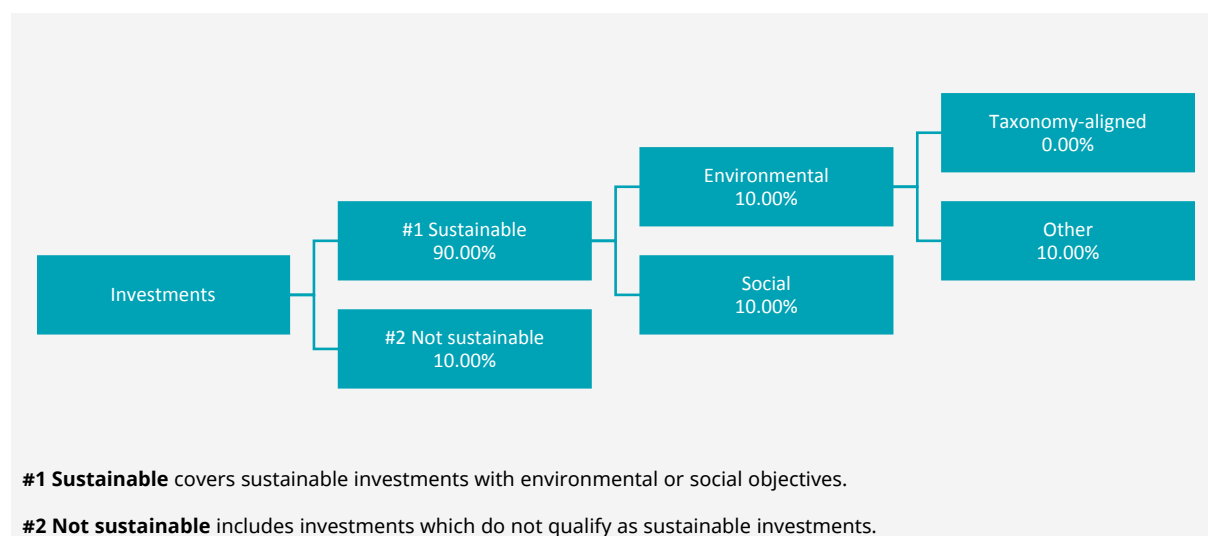 Investments
#1 Sustainable
90.00%
#2 Not sustainable
10.00%
Environmental
10.00%
Social
10.00%
Taxonomy-aligned
0.00%
Other
10.00%
#1 Sustainable covers sustainable investments with environmental or social objectives.
#2 Not sustainable includes investments which do not qualify as sustainable investments.